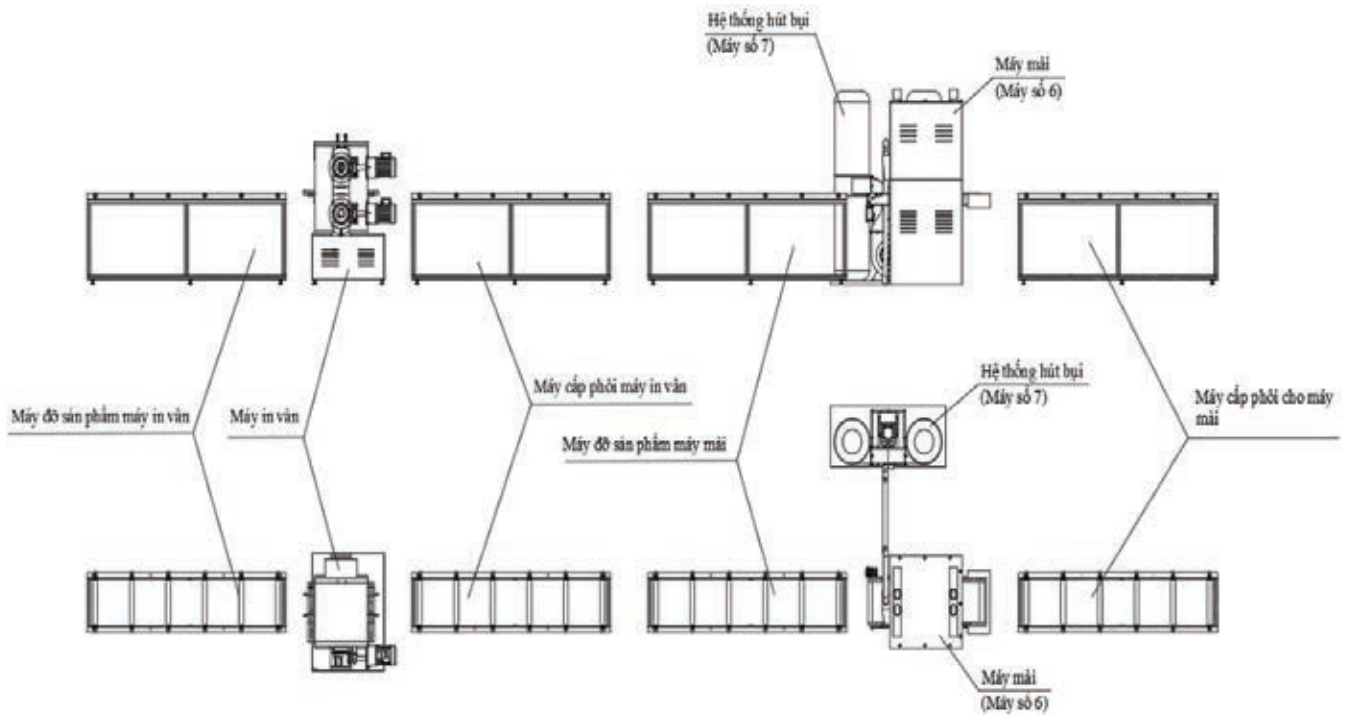 Hệ thống hút bụi
(Máy số 7)
Máy mài
(Máy số 6)
Máy đỡ sản phẩm máy in vân
Máy in vân
Máy cấp phôi máy in vân
Máy đỡ sản phẩm máy mài
Hệ thống hút bụi
(Máy số 7)
Máy cấp phôi cho máy
mài
Máy mài
(Máy số 6)